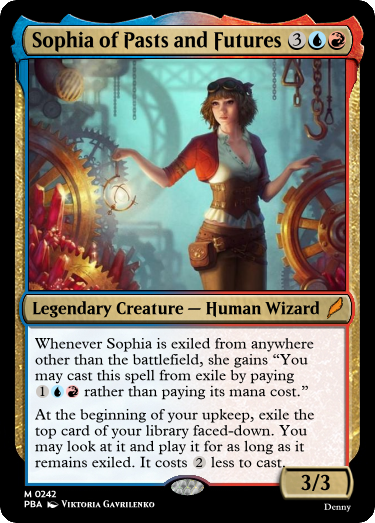 Sophia of Pasts and Futures 3
Legendary Creature — Human Wizard
Whenever Sophia is exiled from anywhere
other than the battlefield, she gains “You
may cast this spell from exile by paying
1 rather than paying its mana cost.”
At the beginning of your upkeep, exile the
top card of your library faced-down. You
may look at it and play it for as long as it
remains exiled. It costs 2 less to cast.
3/3
M 0242
PBA Viktoria Gavrilenko
Denny